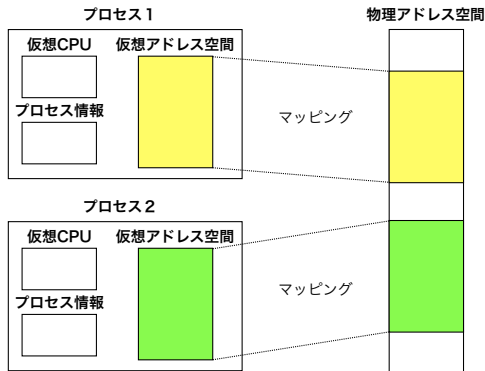 プロセス1
物理アドレス空間
仮想CPU
仮想アドレス空間
プロセス情報
マッピング
プロセス2
仮想CPU
仮想アドレス空間
プロセス情報
マッピング